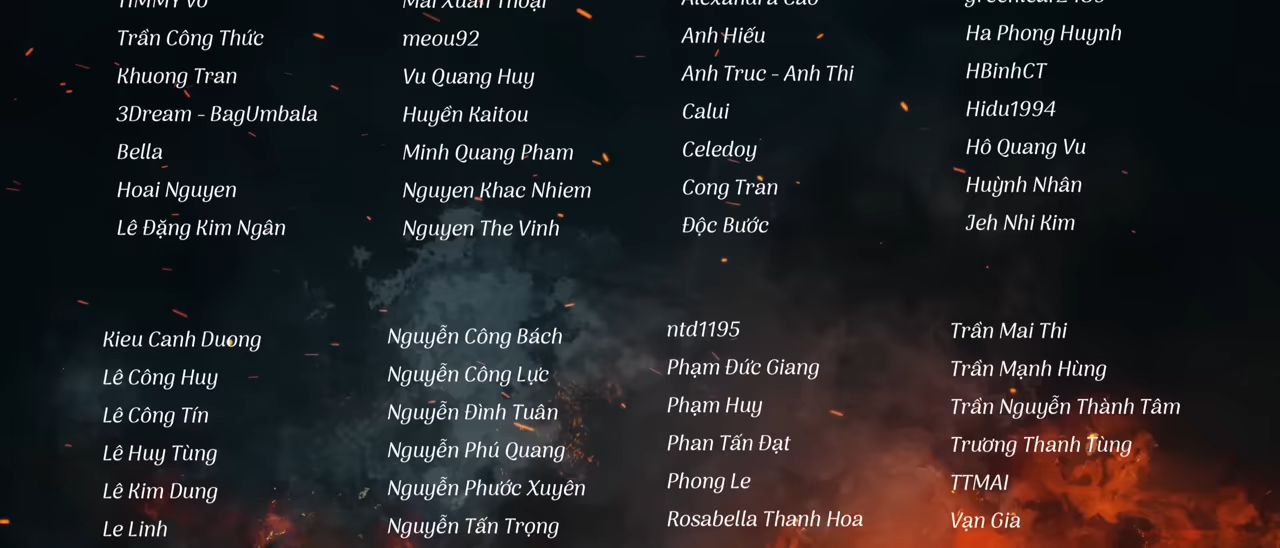 Trần Công Thức
Khuong Tran
3Dream - BagUmbala
Bella
Hoai Nguyen
Lê Đặng Kim Ngân
Mai Xuân Thoại
meou92
Vu Quang Huy
Huyền Kaitou
Minh Quang Pham
Nguyen Khac Nhiem
Nguyen The Vinh
Anh Hiếu
Anh Truc - Anh Thi
Calui
Celedoy
Cong Tran
Độc Bước
Ha Phong Huynh
HBinhCT
Hidu1994
Hô Quang Vu
Huỳnh Nhân
Jeh Nhi Kim
Kieu Canh Duong
Lê Công Huy
Lê Công Tín
Lê Huy Tùng
Lê Kim Dung
Le Linh
Nguyễn Công Bách
Nguyễn Công Lực
Nguyễn Đình Tuân
Nguyễn Phú Quang
Nguyễn Phước Xuyên
Nguyễn Tấn Trọng
ntd1195
Phạm Đức Giang
Phạm Huy
Phan Tấn Đạt
Phong Le
Rosabella Thanh Hoa
Trần Mai Thi
Trần Mạnh Hùng
Trần Nguyễn Thành Tâm
Trương Thanh Tùng
TTMAI
Vạn Gia